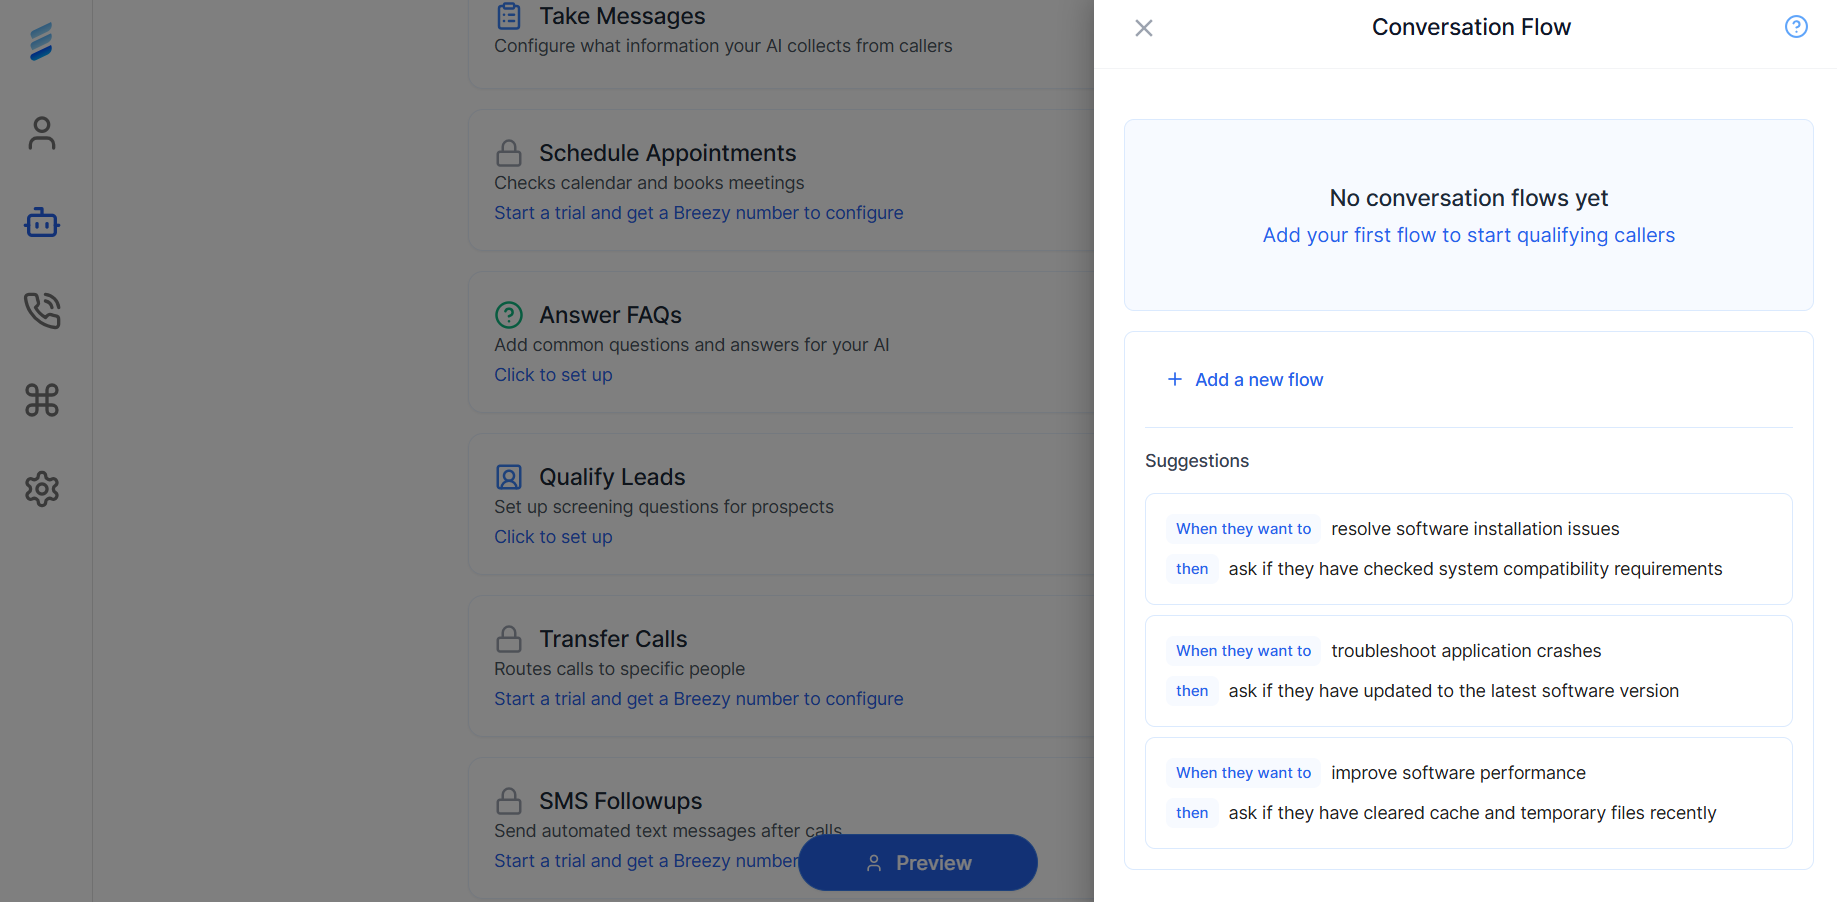 Take Messages
Configure what information your AI collects from callers
Schedule Appointments
Checks calendar and books meetings
Start a trial and get a Breezy number to configure
Answer FAQs
Add common questions and answers for your AI
Click to set up
Qualify Leads
Set up screening questions for prospects
Click to set up
Transfer Calls
Routes calls to specific people
Start a trial and get a Breezy number to configure
SMS Followups
Send automated text messages after calls
Start a trial and get a Breezy number
Preview
Conversation Flow
No conversation flows yet
Add your first flow to start qualifying callers
+ Add a new flow
Suggestions
When they want to resolve software installation issues
then ask if they have checked system compatibility requirements
When they want to troubleshoot application crashes
then ask if they have updated to the latest software version
When they want to improve software performance
then ask if they have cleared cache and temporary files recently